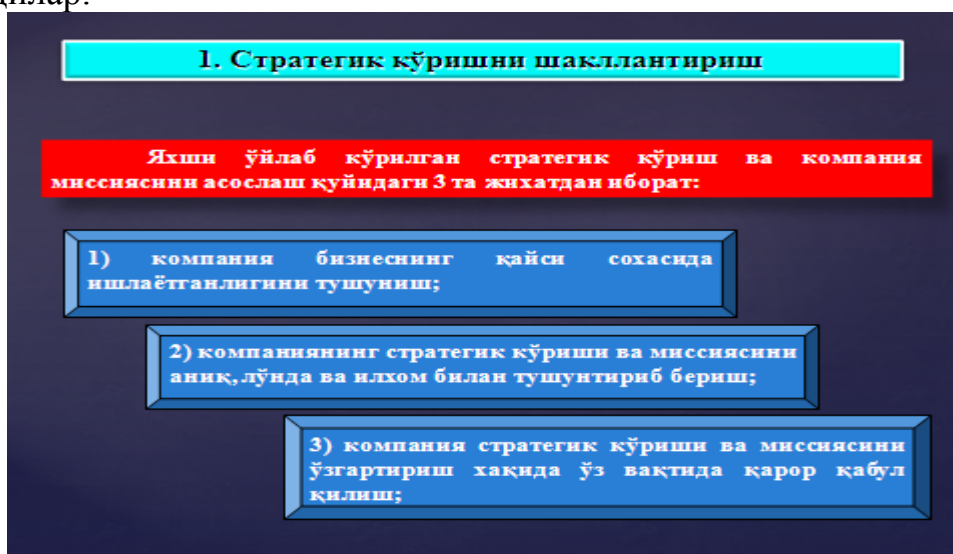 дилар.
1. Стратегик кўришни шакллантириш
Яхши ўйлаб кўрилган стратегик кўриш ва компания
миссиясини асослаш қуйидаги 3 та жихатдан иборат:
1) компания бизнеснинг қайси сохасида
ишлаётганлигини тушуниш;
2) компаниянинг стратегик кўриши ва миссиясини
аниқ, лўнда ва илхом билан тушунтириб бериш;
3) компания стратегик кўриши ва миссиясини
ўзгартириш хақида ўз вақтида қарор қабул
қилиш;